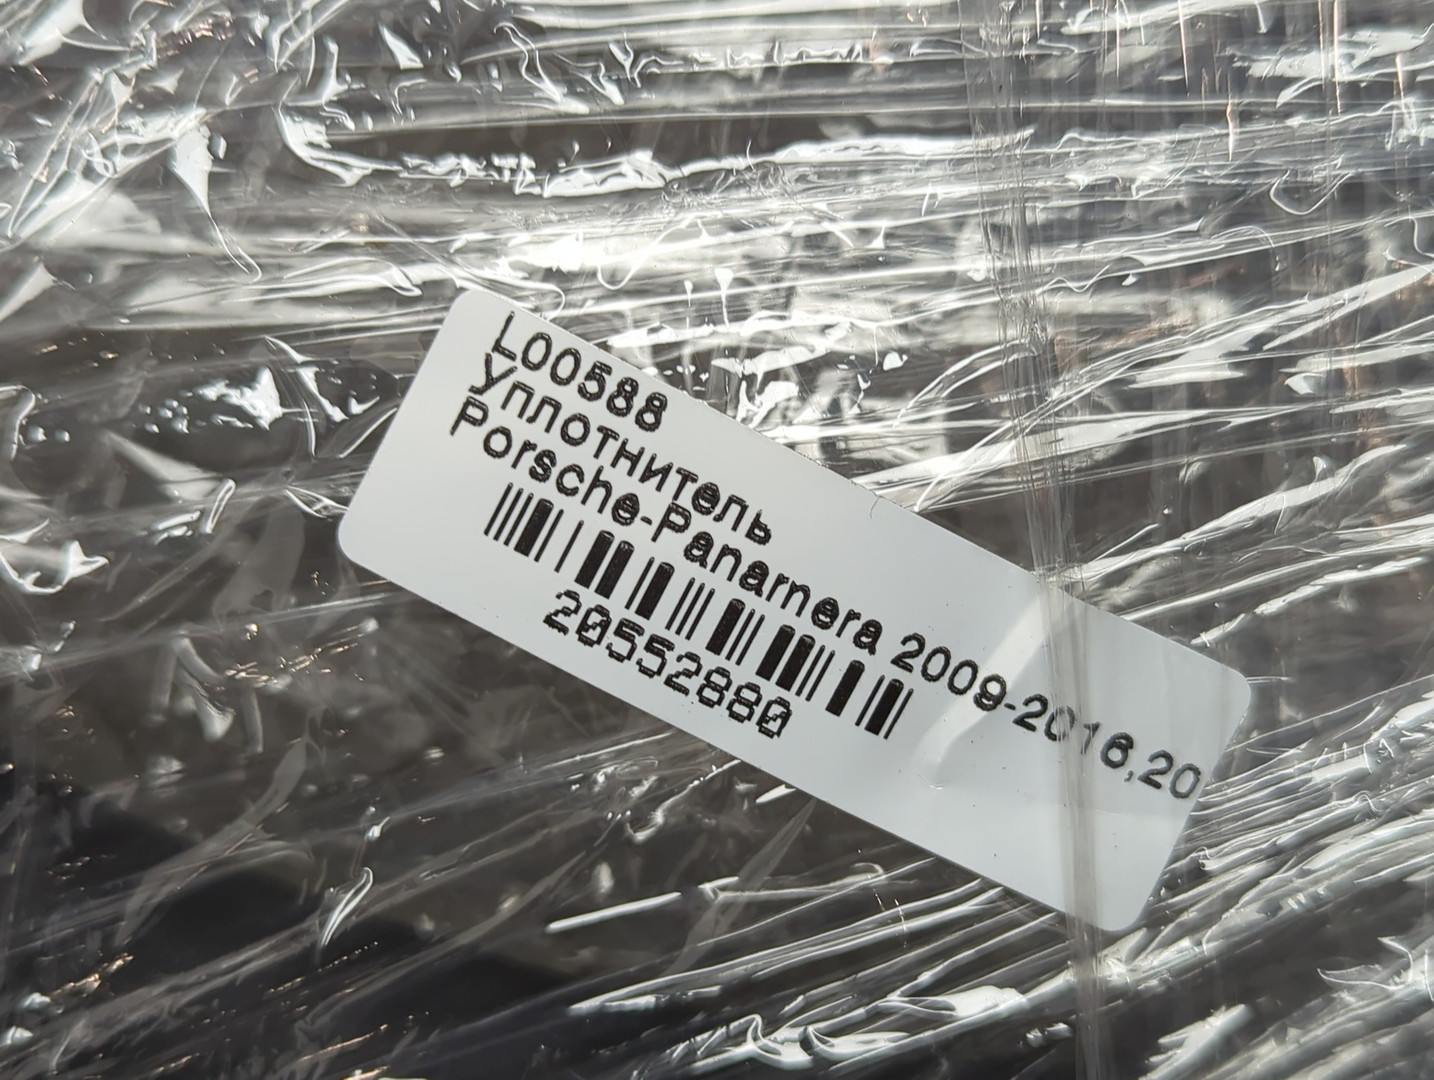 L00588
Уплотнитель
Porsche-Panamera 2009-2016,20
20552880